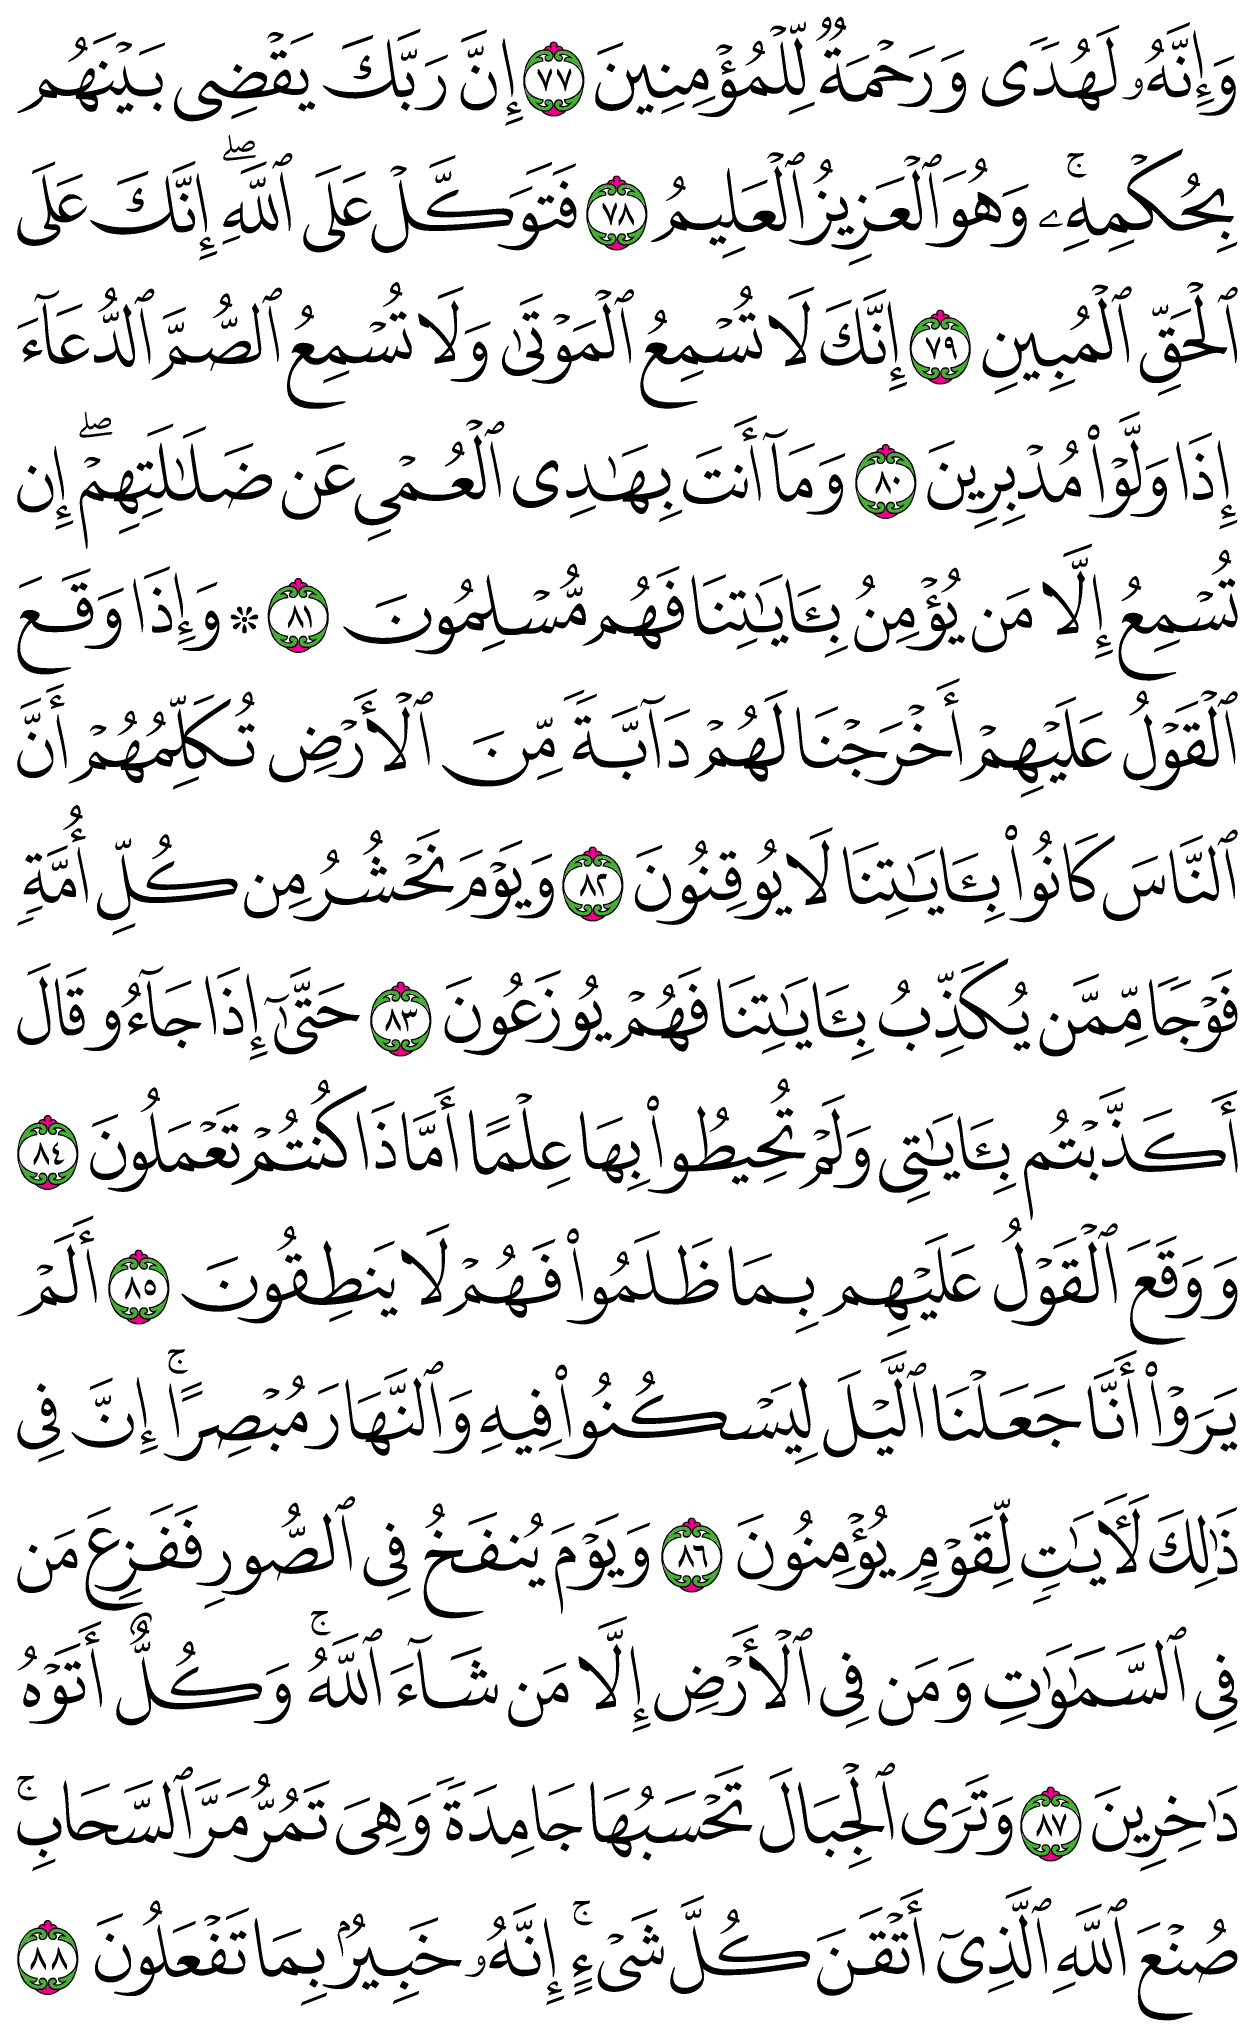 وَإِنَّهُۥ لَهُدٗى وَرَحۡمَةٞ لِّلۡمُؤۡمِنِينَ ٧٧ إِنَّ رَبَّكَ يَقۡضِي بَيۡنَهُم
بِحُكۡمِهِۦۚ وَهُوَ ٱلۡعَزِيزُ ٱلۡعَلِيمُ ٧٨ فَتَوَكَّلۡ عَلَى ٱللَّهِۖ إِنَّكَ عَلَى
ٱلۡحَقِّ ٱلۡمُبِينِ ٧٩ إِنَّكَ لَا تُسۡمِعُ ٱلۡمَوۡتَىٰ وَلَا تُسۡمِعُ ٱلصُّمَّ ٱلدُّعَآءَ
إِذَا وَلَّوۡاْ مُدۡبِرِينَ ٨٠ وَمَآ أَنتَ بِهَٰدِي ٱلۡعُمۡيِ عَن ضَلَٰلَتِهِمۡۖ إِن
تُسۡمِعُ إِلَّا مَن يُؤۡمِنُ بِـَٔايَٰتِنَا فَهُم مُّسۡلِمُونَ ٨١ ۞ وَإِذَا وَقَعَ
ٱلۡقَوۡلُ عَلَيۡهِمۡ أَخۡرَجۡنَا لَهُمۡ دَآبَّةٗ مِّنَ ٱلۡأَرۡضِ تُكَلِّمُهُمۡ أَنَّ
ٱلنَّاسَ كَانُواْ بِـَٔايَٰتِنَا لَا يُوقِنُونَ ٨٢ وَيَوۡمَ نَحۡشُرُ مِن كُلِّ أُمَّةٖ
فَوۡجٗا مِّمَّن يُكَذِّبُ بِـَٔايَٰتِنَا فَهُمۡ يُوزَعُونَ ٨٣ حَتَّىٰٓ إِذَا جَآءُو قَالَ
أَكَذَّبۡتُم بِـَٔايَٰتِي وَلَمۡ تُحِيطُواْ بِهَا عِلۡمًا أَمَّاذَا كُنتُمۡ تَعۡمَلُونَ ٨٤
وَوَقَعَ ٱلۡقَوۡلُ عَلَيۡهِم بِمَا ظَلَمُواْ فَهُمۡ لَا يَنطِقُونَ ٨٥ أَلَمۡ
يَرَوۡاْ أَنَّا جَعَلۡنَا ٱلَّيۡلَ لِيَسۡكُنُواْ فِيهِ وَٱلنَّهَارَ مُبۡصِرًاۚ إِنَّ فِي
ذَٰلِكَ لَأٓيَٰتٖ لِّقَوۡمٖ يُؤۡمِنُونَ ٨٦ وَيَوۡمَ يُنفَخُ فِي ٱلصُّورِ فَفَزِعَ مَن
فِي ٱلسَّمَٰوَٰتِ وَمَن فِي ٱلۡأَرۡضِ إِلَّا مَن شَآءَ ٱللَّهُۚ وَكُلٌّ أَتَوۡهُ
دَٰخِرِينَ ٨٧ وَتَرَى ٱلۡجِبَالَ تَحۡسَبُهَا جَامِدَةٗ وَهِيَ تَمُرُّ مَرَّ ٱلسَّحَابِۚ
صُنۡعَ ٱللَّهِ ٱلَّذِيٓ أَتۡقَنَ كُلَّ شَيۡءٍۚ إِنَّهُۥ خَبِيرُۢ بِمَا تَفۡعَلُونَ ٨٨